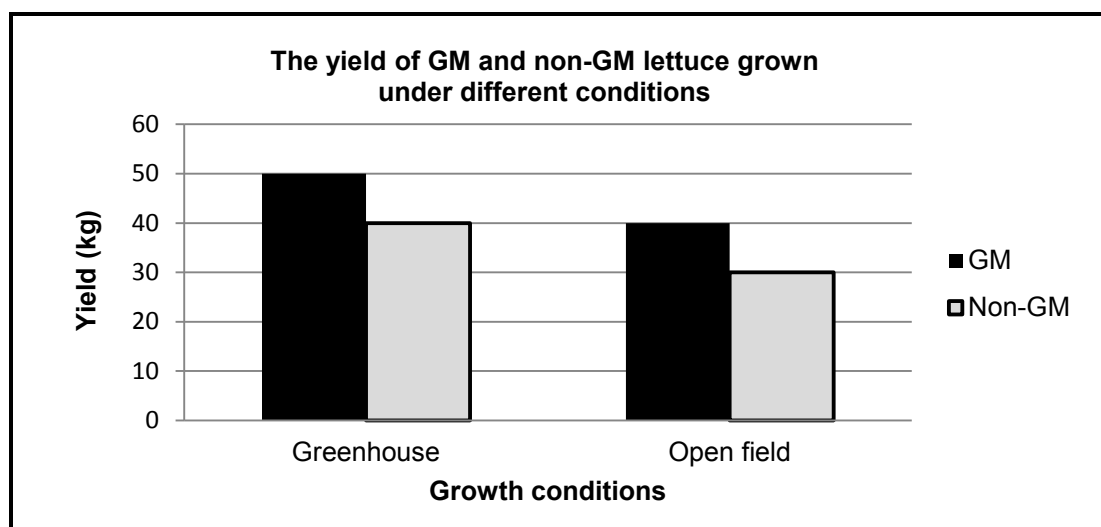 The yield of GM and non-GM lettuce grown
under different conditions
60
50
40
30
20
10
0
Yield (kg)
Greenhouse
Open field
Growth conditions
GM
Non-GM